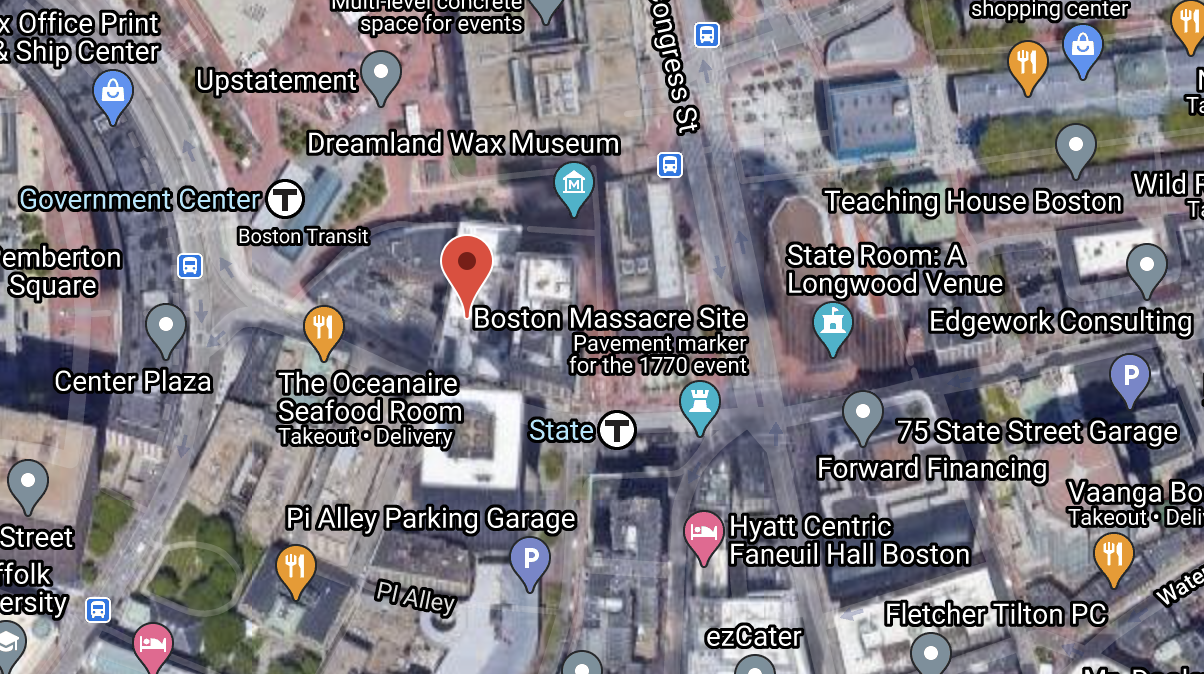 Multi-level concrete
space for events
x Office Print
& Ship Center
Upstatement
ongress St
shopping center
Dreamland Wax Museum
Government Center
T
Boston Transit
Teaching House Boston
Wild
emberton
Square
State Room: A
Longwood Venue
Boston Massacre Site
Pavement marker
for the 1770 event
Edgework Consulting
Center Plaza
The Oceanaire
Seafood Room
Takeout • Delivery
State
T
P
75 State Street Garage
Forward Financing
Pi Alley Parking Garage
P
Pi Alley
Hyatt Centric
Faneuil Hall Boston
Vaanga Bo
Takeout • Deli
Street
ffolk
ersity
Water
Fletcher Tilton PC
ezCater